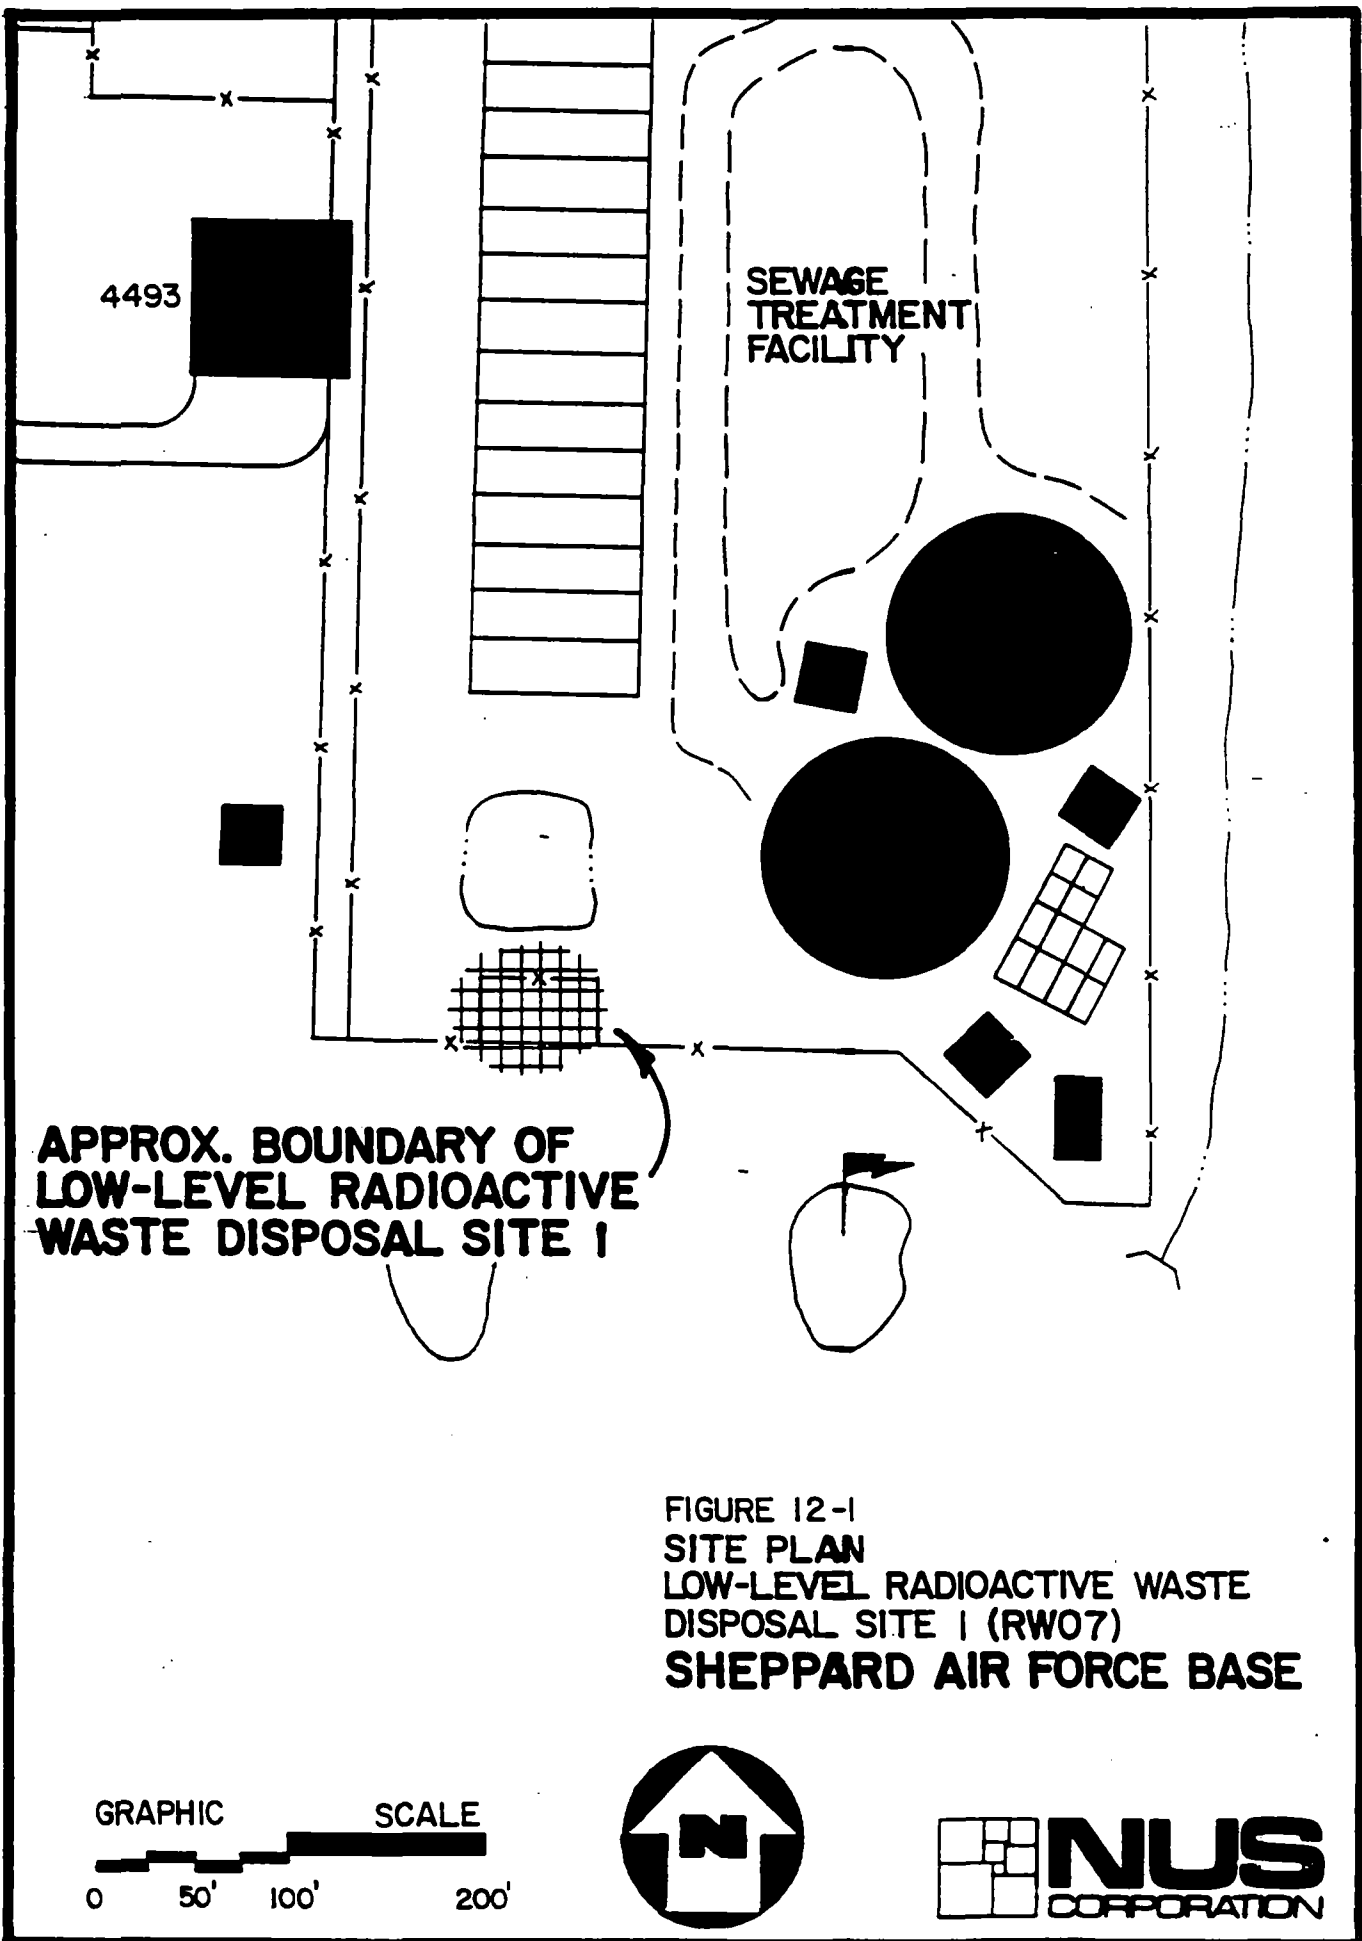 4493
SEWAGE
TREATMENT
FACILITY
APPROX. BOUNDARY OF
LOW-LEVEL RADIOACTIVE
WASTE DISPOSAL SITE 1
FIGURE 12-1
SITE PLAN
LOW-LEVEL RADIOACTIVE WASTE
DISPOSAL SITE 1 (RW07)
SHEPPARD AIR FORCE BASE
GRAPHIC SCALE
0 50' 100' 200'
N
NUS
CORPORATION